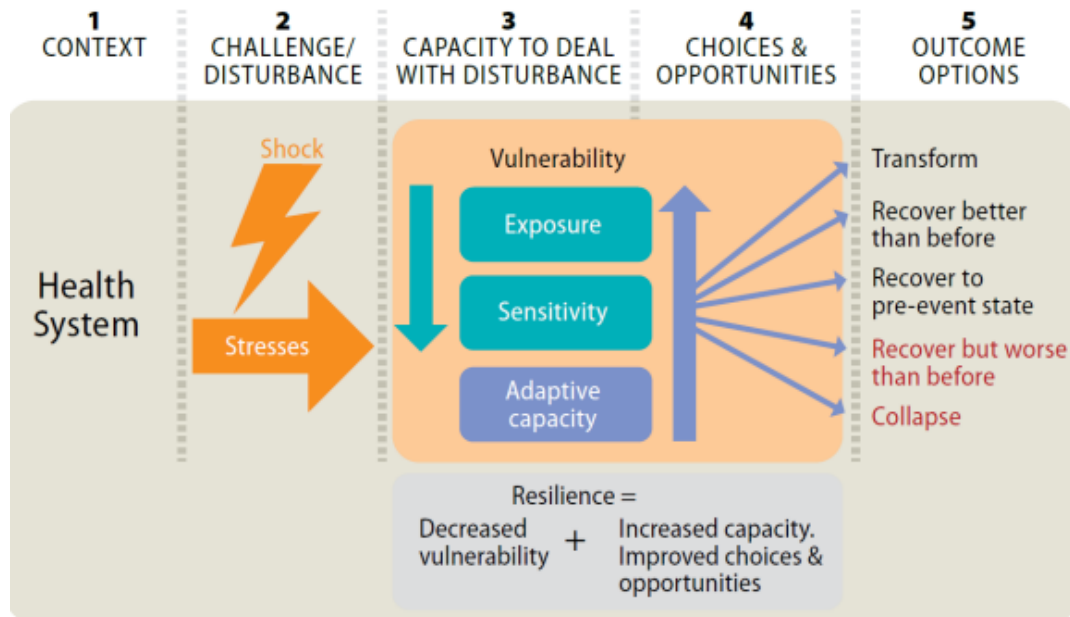 1
CONTEXT
2
CHALLENGE/
DISTURBANCE
3
CAPACITY TO DEAL
WITH DISTURBANCE
4
CHOICES &
OPPORTUNITIES
5
OUTCOME
OPTIONS
Health
System
Shock
Stresses
Vulnerability
Exposure
Sensitivity
Adaptive
capacity
Transform
Recover better
than before
Recover to
pre-event state
Recover but worse
than before
Collapse
Resilience =
Decreased
vulnerability
+
Increased capacity.
Improved choices &
opportunities